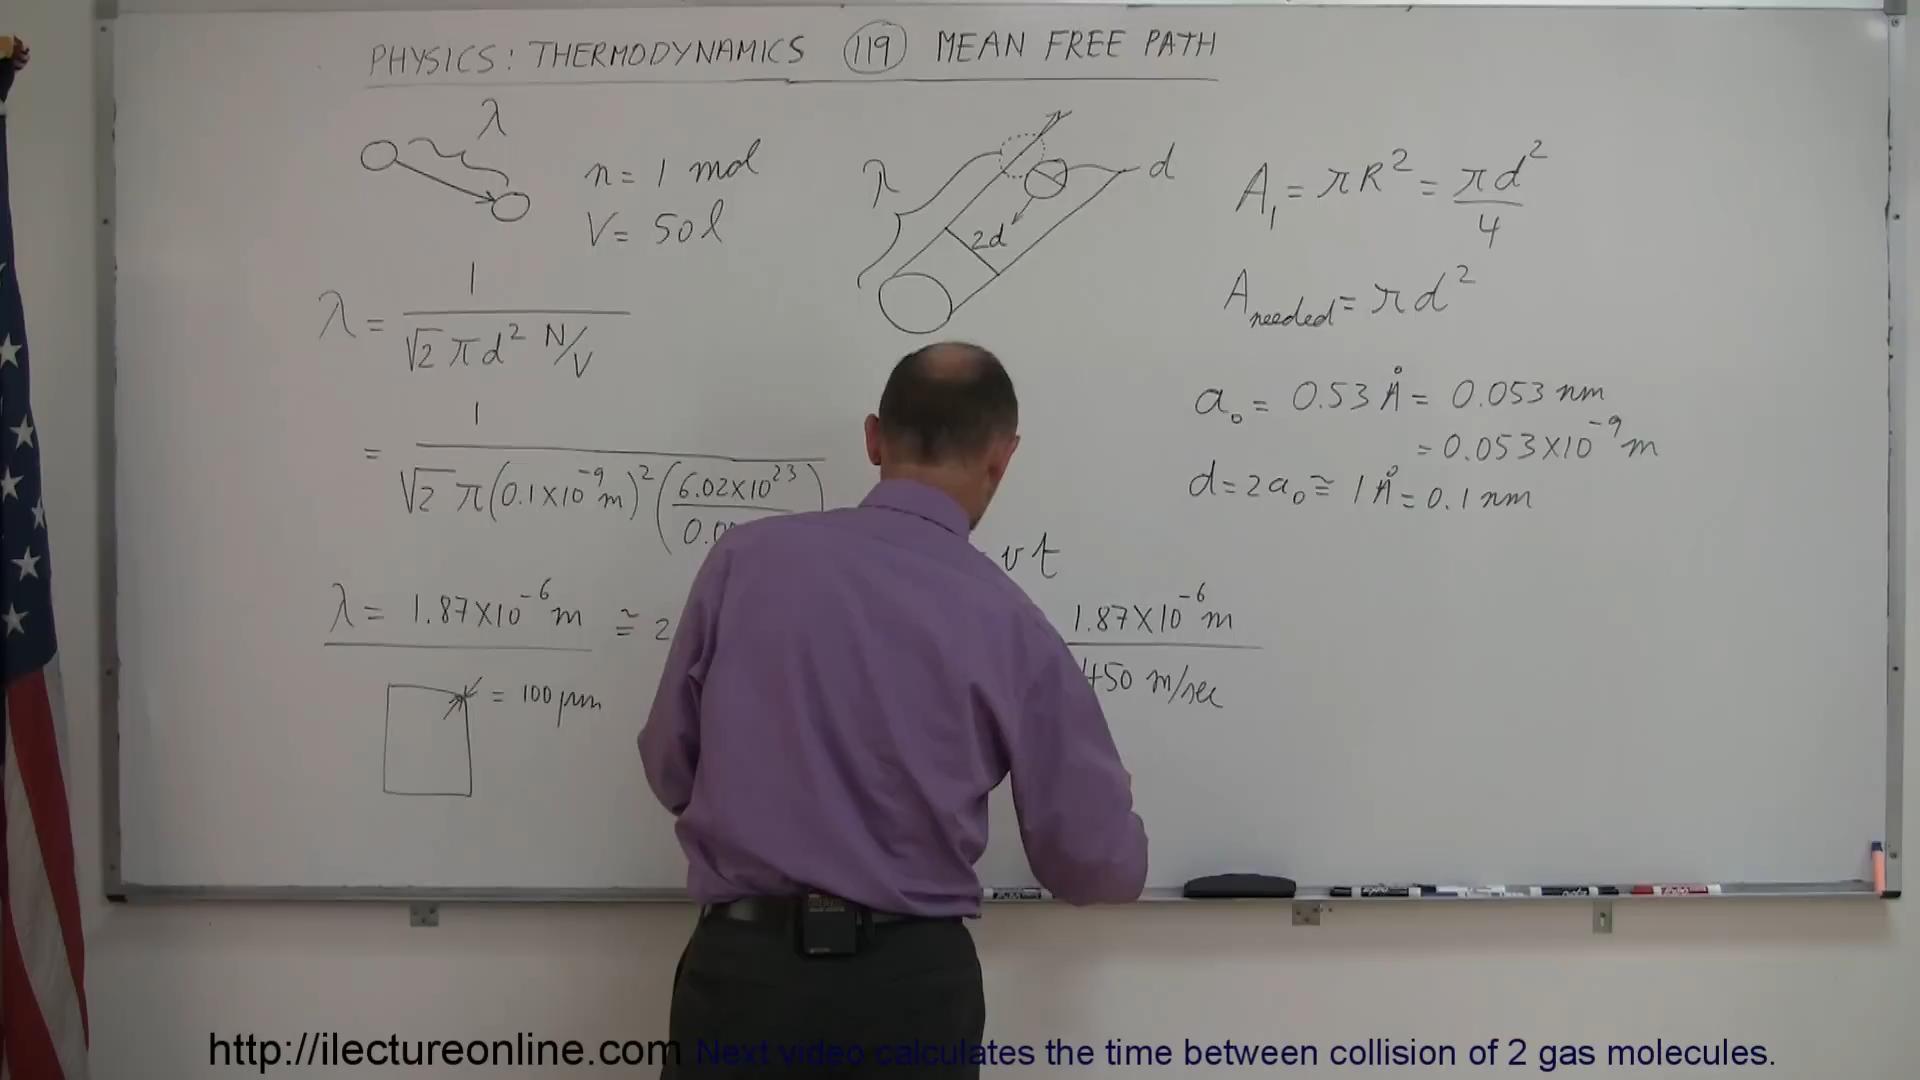 PHYSICS: THERMODYNAMICS 119 MEAN FREE PATH
λ
n = 1 mol
V = 50 l
λ
d
2d
A₁ = πR² = πd²/4
A needed = πd²
λ = 1 / √2 πd² N/V
= 1 / √2 π(0.1×10⁻⁹m)² (6.02×10²³ / 0.0
a₀ = 0.53 Å = 0.053 nm
= 0.053×10⁻⁹ m
d = 2a₀ ≅ 1 Å = 0.1 nm
vt
λ = 1.87×10⁻⁶ m ≅ 2
1.87×10⁻⁶ m / 450 m/sec
= 100 μm
http://ilectureonline.com Next video calculates the time between collision of 2 gas molecules.